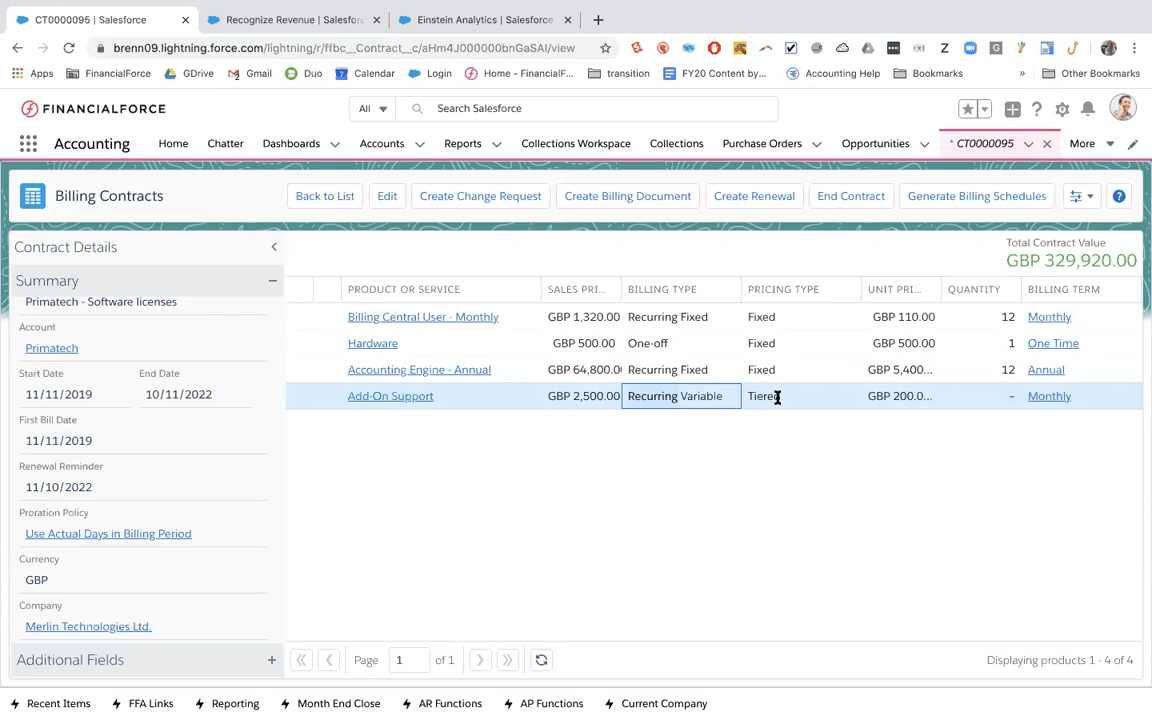 CT0000095 | Salesforce
Recognize Revenue | Salesfor
Einstein Analytics | Salesforce
brenn09.lightning.force.com/lightning/r/ffbc__Contract__c/aHm4J000000bnGaSAI/view
Apps
FinancialForce
GDrive
Gmail
Duo
Calendar
Login
Home – FinancialF...
transition
FY20 Content by...
Accounting Help
Bookmarks
»
Other Bookmarks
FINANCIALFORCE
All
Search Salesforce
Accounting
Home
Chatter
Dashboards
Accounts
Reports
Collections Workspace
Collections
Purchase Orders
Opportunities
* CT0000095
More
Billing Contracts
Back to List
Edit
Create Change Request
Create Billing Document
Create Renewal
End Contract
Generate Billing Schedules
Contract Details
Total Contract Value
GBP 329,920.00
Summary
Primatech - Software licenses
Account
Primatech
Start Date
End Date
11/11/2019
10/11/2022
First Bill Date
11/11/2019
Renewal Reminder
11/10/2022
Proration Policy
Use Actual Days in Billing Period
Currency
GBP
Company
Merlin Technologies Ltd.
Additional Fields
PRODUCT OR SERVICE SALES PRI... BILLING TYPE PRICING TYPE UNIT PRI... QUANTITY BILLING TERM
Billing Central User - Monthly GBP 1,320.00 Recurring Fixed Fixed GBP 110.00 12 Monthly
Hardware GBP 500.00 One-off Fixed GBP 500.00 1 One Time
Accounting Engine - Annual GBP 64,800.0 Recurring Fixed Fixed GBP 5,400... 12 Annual
Add-On Support GBP 2,500.00 Recurring Variable Tiered GBP 200.0... – Monthly
Page 1 of 1
Displaying products 1 - 4 of 4
Recent Items
FFA Links
Reporting
Month End Close
AR Functions
AP Functions
Current Company